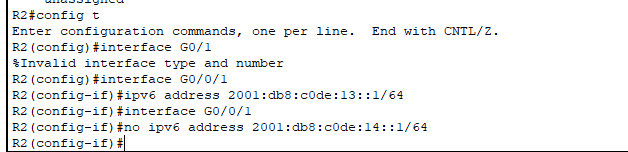 unassigned
R2#config t
Enter configuration commands, one per line.  End with CNTL/Z.
R2(config)#interface G0/1
%Invalid interface type and number
R2(config)#interface G0/0/1
R2(config-if)#ipv6 address 2001:db8:c0de:13::1/64
R2(config-if)#interface G0/0/1
R2(config-if)#no ipv6 address 2001:db8:c0de:14::1/64
R2(config-if)#